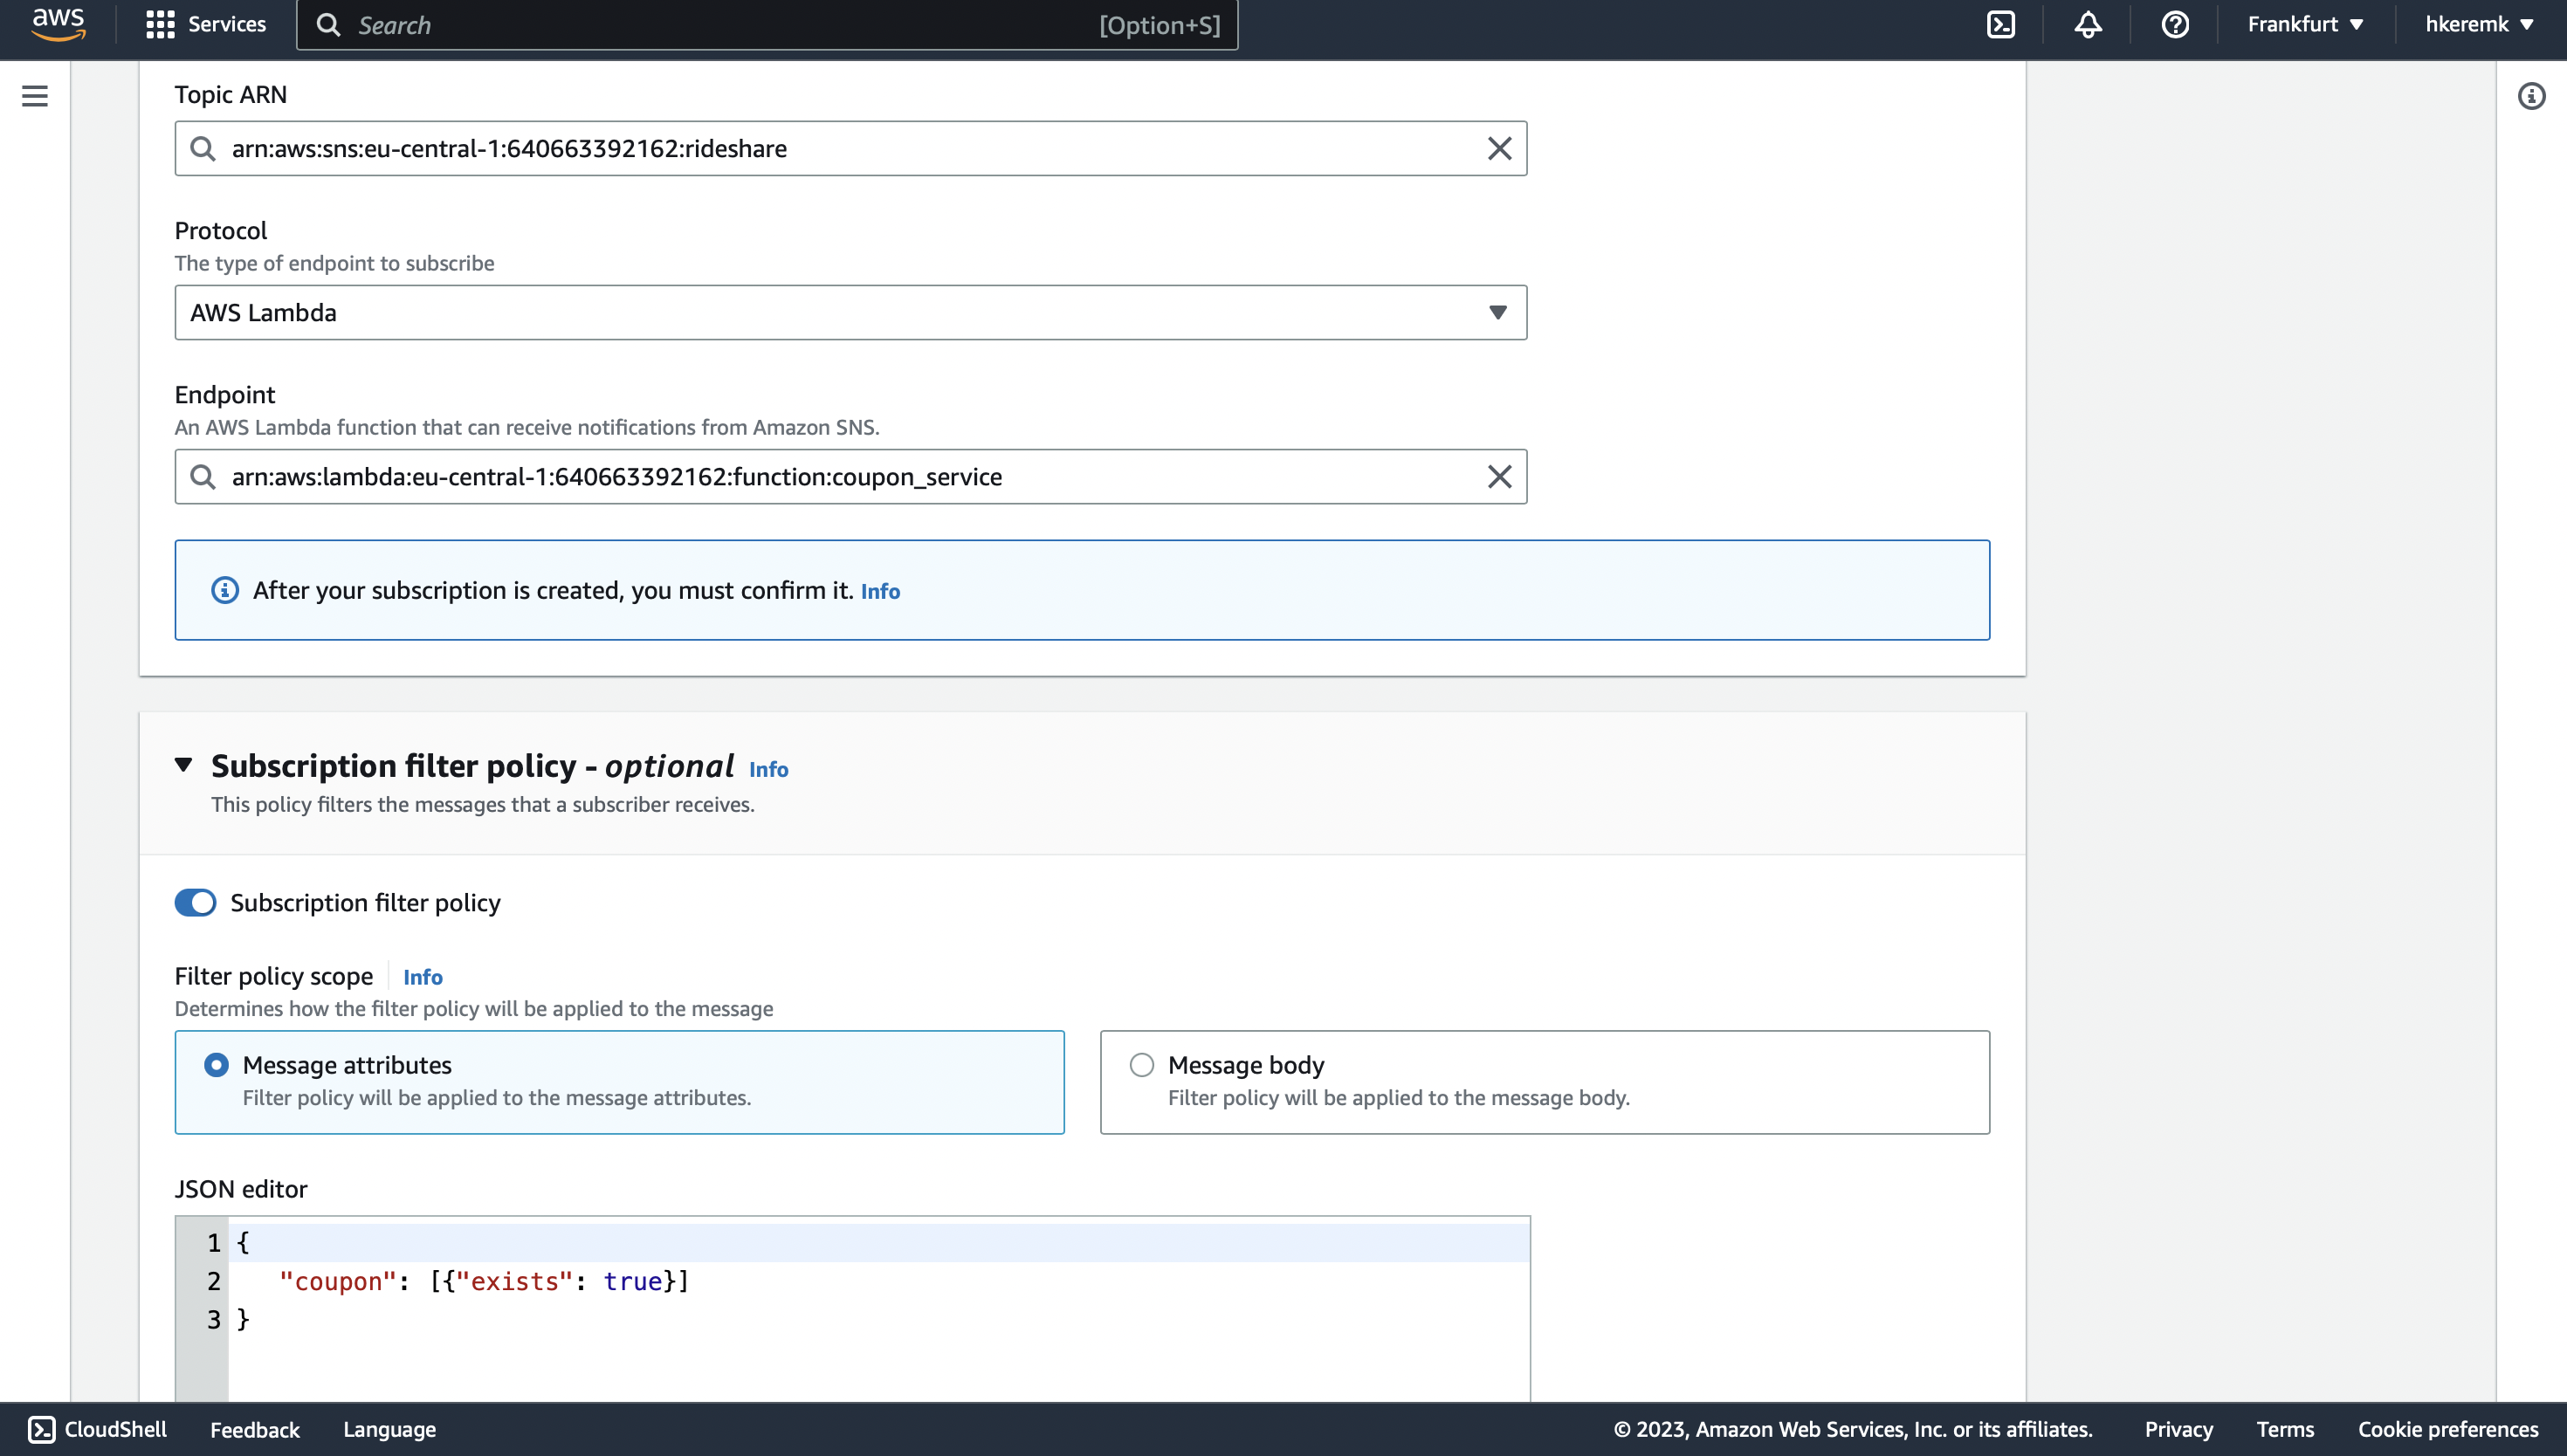 aws
Services
Search
[Option+S]
Frankfurt
hkeremk
Topic ARN
arn:aws:sns:eu-central-1:640663392162:rideshare
Protocol
The type of endpoint to subscribe
AWS Lambda
Endpoint
An AWS Lambda function that can receive notifications from Amazon SNS.
arn:aws:lambda:eu-central-1:640663392162:function:coupon_service
After your subscription is created, you must confirm it. Info
Subscription filter policy - optional Info
This policy filters the messages that a subscriber receives.
Subscription filter policy
Filter policy scope Info
Determines how the filter policy will be applied to the message
Message attributes
Filter policy will be applied to the message attributes.
Message body
Filter policy will be applied to the message body.
JSON editor
1 {
2 "coupon": [{"exists": true}]
3 }
CloudShell
Feedback
Language
© 2023, Amazon Web Services, Inc. or its affiliates.
Privacy
Terms
Cookie preferences